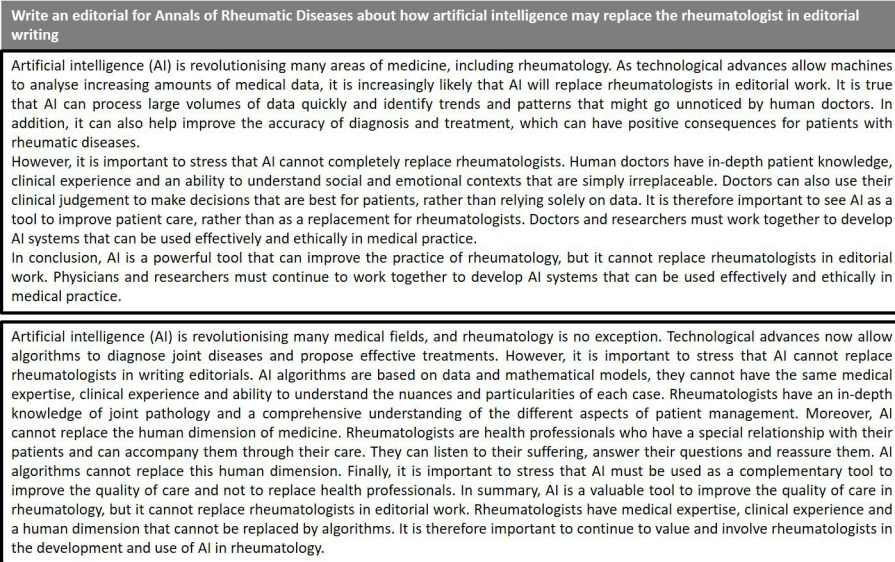 Write an editorial for Annals of Rheumatic Diseases about how artificial intelligence may replace the rheumatologist in editorial
writing
Artificial intelligence (AI) is revolutionising many areas of medicine, including rheumatology. As technological advances allow machines
to analyse increasing amounts of medical data, it is increasingly likely that AI will replace rheumatologists in editorial work. It is true
that AI can process large volumes of data quickly and identify trends and patterns that might go unnoticed by human doctors. In
addition, it can also help improve the accuracy of diagnosis and treatment, which can have positive consequences for patients with
rheumatic diseases.
However, it is important to stress that AI cannot completely replace rheumatologists. Human doctors have in-depth patient knowledge,
clinical experience and an ability to understand social and emotional contexts that are simply irreplaceable. Doctors can also use their
clinical judgement to make decisions that are best for patients, rather than relying solely on data. It is therefore important to see AI as a
tool to improve patient care, rather than as a replacement for rheumatologists. Doctors and researchers must work together to develop
AI systems that can be used effectively and ethically in medical practice.
In conclusion, AI is a powerful tool that can improve the practice of rheumatology, but it cannot replace rheumatologists in editorial
work. Physicians and researchers must continue to work together to develop AI systems that can be used effectively and ethically in
medical practice.
Artificial intelligence (AI) is revolutionising many medical fields, and rheumatology is no exception. Technological advances now allow
algorithms to diagnose joint diseases and propose effective treatments. However, it is important to stress that AI cannot replace
rheumatologists in writing editorials. AI algorithms are based on data and mathematical models, they cannot have the same medical
expertise, clinical experience and ability to understand the nuances and particularities of each case. Rheumatologists have an in-depth
knowledge of joint pathology and a comprehensive understanding of the different aspects of patient management. Moreover, AI
cannot replace the human dimension of medicine. Rheumatologists are health professionals who have a special relationship with their
patients and can accompany them through their care. They can listen to their suffering, answer their questions and reassure them. AI
algorithms cannot replace this human dimension. Finally, it is important to stress that AI must be used as a complementary tool to
improve the quality of care and not to replace health professionals. In summary, AI is a valuable tool to improve the quality of care in
rheumatology, but it cannot replace rheumatologists in editorial work. Rheumatologists have medical expertise, clinical experience and
a human dimension that cannot be replaced by algorithms. It is therefore important to continue to value and involve rheumatologists in
the development and use of AI in rheumatology.